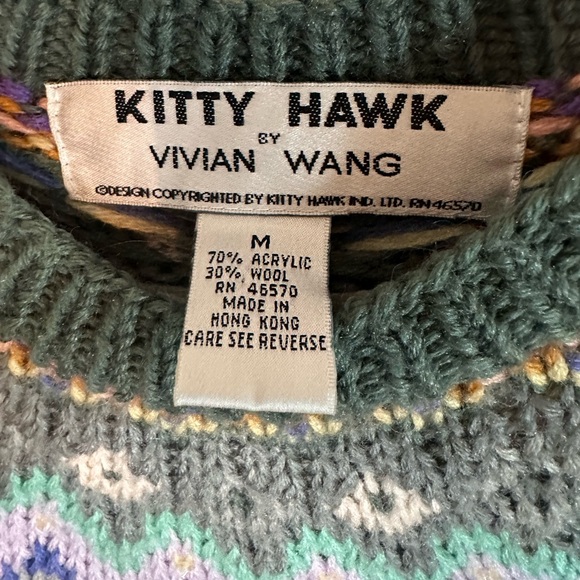 KITTY HAWK
BY
VIVIAN WANG
©DESIGN COPYRIGHTED BY KITTY HAWK IND. LTD. RN 46570
M
70% ACRYLIC
30% WOOL
RN 46570
MADE IN
HONG KONG
CARE SEE REVERSE